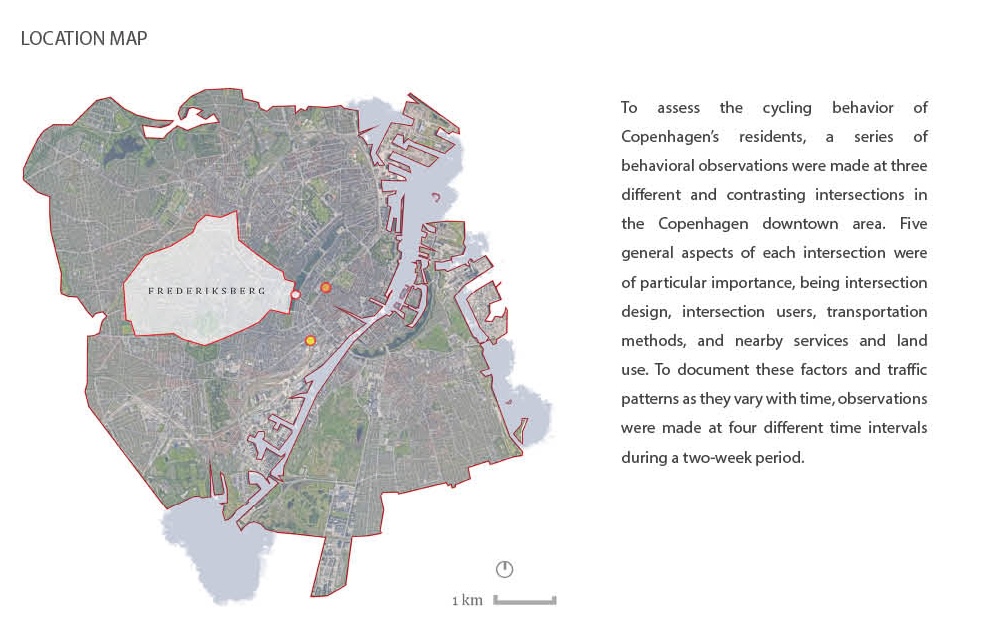 LOCATION MAP
To assess the cycling behavior of
Copenhagen's residents, a series of
behavioral observations were made at three
different and contrasting intersections in
the Copenhagen downtown area. Five
general aspects of each intersection were
of particular importance, being intersection
design, intersection users, transportation
methods, and nearby services and land
use. To document these factors and traffic
patterns as they vary with time, observations
were made at four different time intervals
during a two-week period.
FREDERIKSBERG
1 km